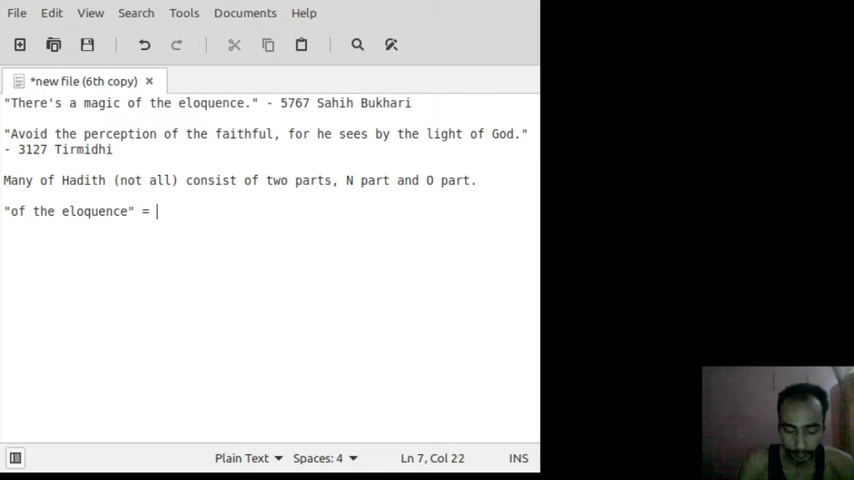 File Edit View Search Tools Documents Help
*new file (6th copy) ×
"There's a magic of the eloquence." - 5767 Sahih Bukhari
"Avoid the perception of the faithful, for he sees by the light of God."
- 3127 Tirmidhi
Many of Hadith (not all) consist of two parts, N part and O part.
"of the eloquence" =
Plain Text Spaces: 4 Ln 7, Col 22 INS